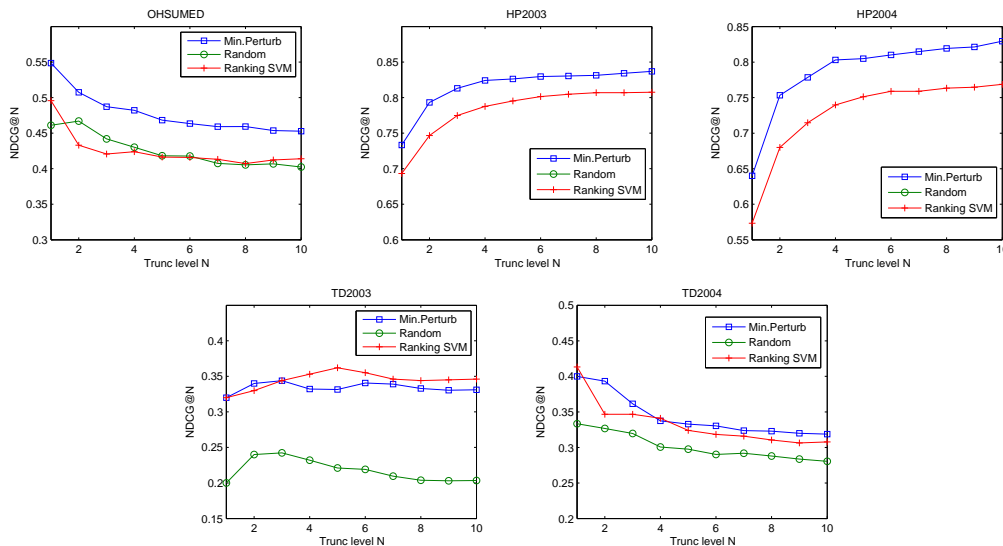 OHSUMED
0.55
0.5
0.45
0.4
0.35
0.3
NDCG@N
2 4 6 8 10
Trunc level N
Min.Perturb
Random
Ranking SVM
HP2003
0.85
0.8
0.75
0.7
0.65
0.6
NDCG@N
2 4 6 8 10
Trunc level N
Min.Perturb
Random
Ranking SVM
HP2004
0.85
0.8
0.75
0.7
0.65
0.6
0.55
NDCG@N
2 4 6 8 10
Trunc level N
Min.Perturb
Random
Ranking SVM
TD2003
0.4
0.35
0.3
0.25
0.2
0.15
NDCG@N
2 4 6 8 10
Trunc level N
Min.Perturb
Random
Ranking SVM
TD2004
0.5
0.45
0.4
0.35
0.3
0.25
0.2
NDCG@N
2 4 6 8 10
Trunc level N
Min.Perturb
Random
Ranking SVM